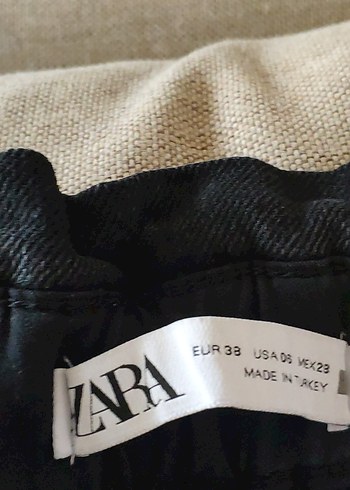 ZARA
EUR 38 USA 06 MEX 28
MADE IN TURKEY